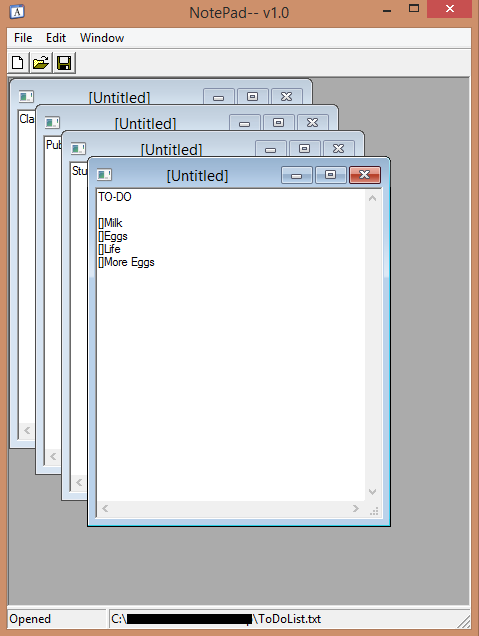 NotePad-- v1.0
File Edit Window
[Untitled]
Cla
[Untitled]
Pub
[Untitled]
Stu
[Untitled]
TO-DO
[]Milk
[]Eggs
[]Life
[]More Eggs
Opened
C:\ p\ToDoList.txt